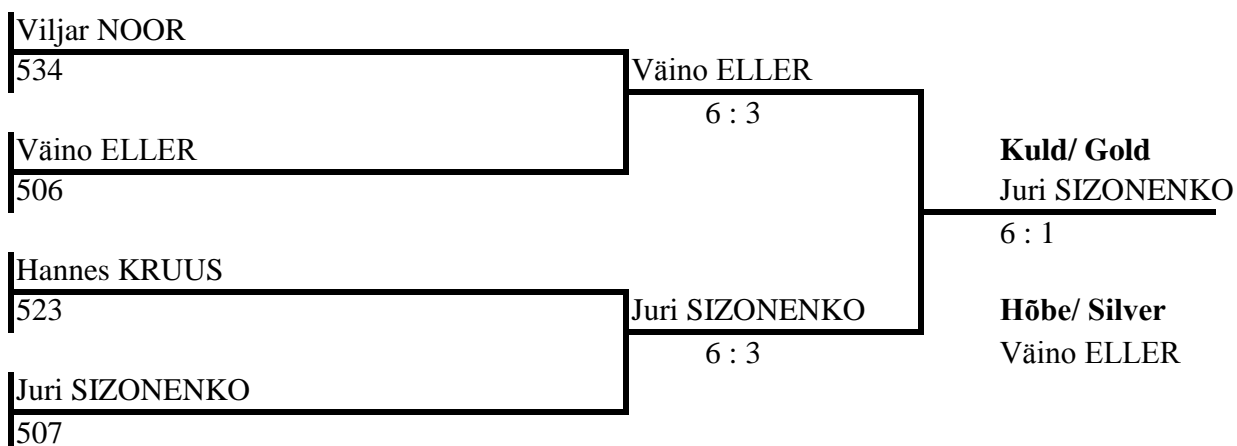 Viljar NOOR
534
Väino ELLER
6 : 3
Väino ELLER
506
Kuld/ Gold
Juri SIZONENKO
6 : 1
Hannes KRUUS
523
Juri SIZONENKO
6 : 3
Hõbe/ Silver
Väino ELLER
Juri SIZONENKO
507